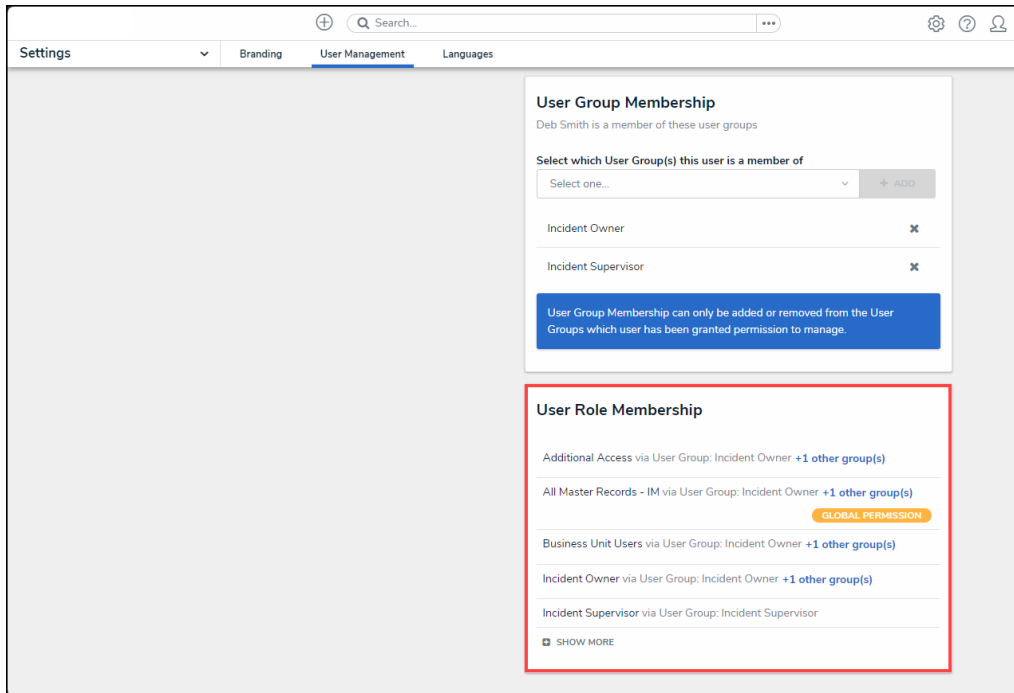 Search...
Settings
Branding
User Management
Languages
User Group Membership
Deb Smith is a member of these user groups
Select which User Group(s) this user is a member of
Select one...
+ ADD
Incident Owner
Incident Supervisor
User Group Membership can only be added or removed from the User
Groups which user has been granted permission to manage.
User Role Membership
Additional Access via User Group: Incident Owner +1 other group(s)
All Master Records - IM via User Group: Incident Owner +1 other group(s)
GLOBAL PERMISSION
Business Unit Users via User Group: Incident Owner +1 other group(s)
Incident Owner via User Group: Incident Owner +1 other group(s)
Incident Supervisor via User Group: Incident Supervisor
SHOW MORE